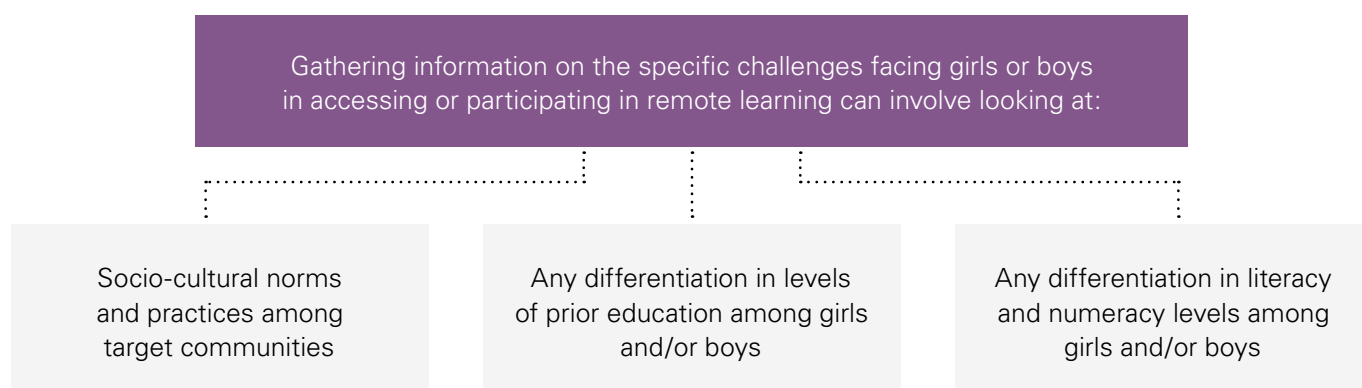 Gathering information on the specific challenges facing girls or boys
in accessing or participating in remote learning can involve looking at:
Socio-cultural norms
and practices among
target communities
Any differentiation in levels
of prior education among girls
and/or boys
Any differentiation in literacy
and numeracy levels among
girls and/or boys